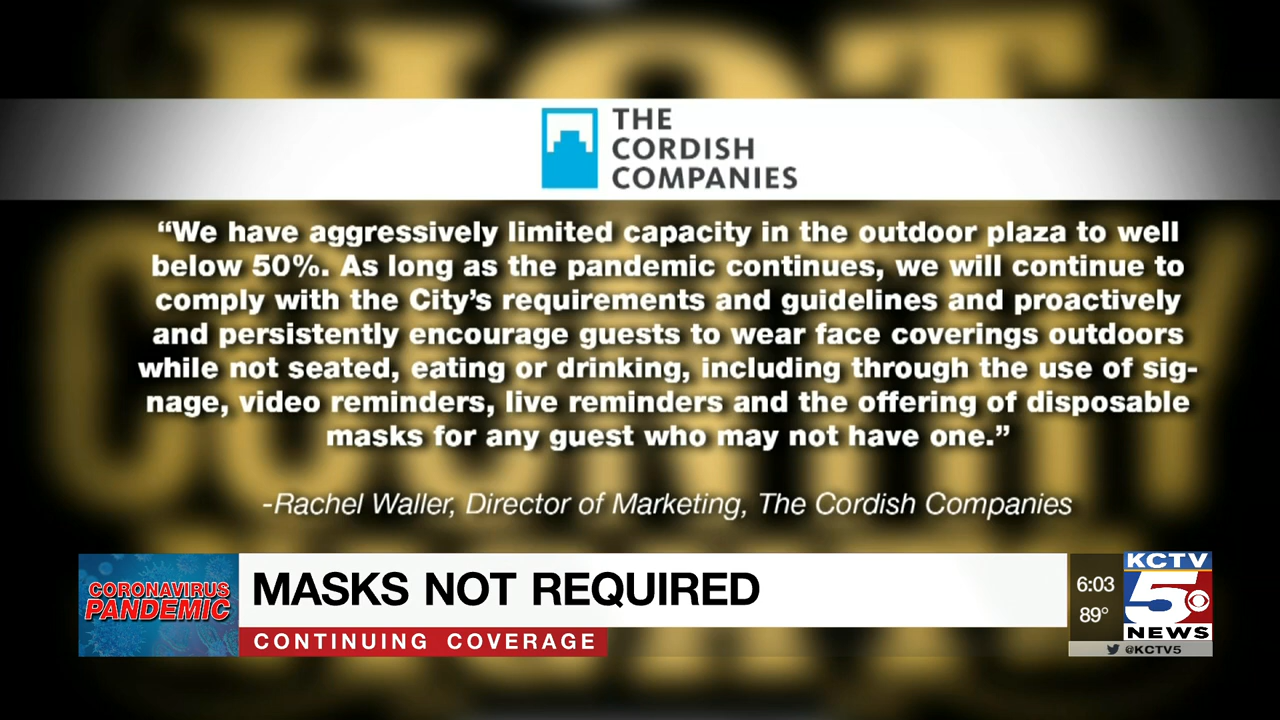 HOT
THE
CORDISH
COMPANIES
“We have aggressively limited capacity in the outdoor plaza to well
below 50%. As long as the pandemic continues, we will continue to
comply with the City’s requirements and guidelines and proactively
and persistently encourage guests to wear face coverings outdoors
while not seated, eating or drinking, including through the use of sig-
nage, video reminders, live reminders and the offering of disposable
masks for any guest who may not have one.”
-Rachel Waller, Director of Marketing, The Cordish Companies
CORONAVIRUS
PANDEMIC
MASKS NOT REQUIRED
CONTINUING COVERAGE
6:03
89°
KCTV
5
NEWS
@KCTV5